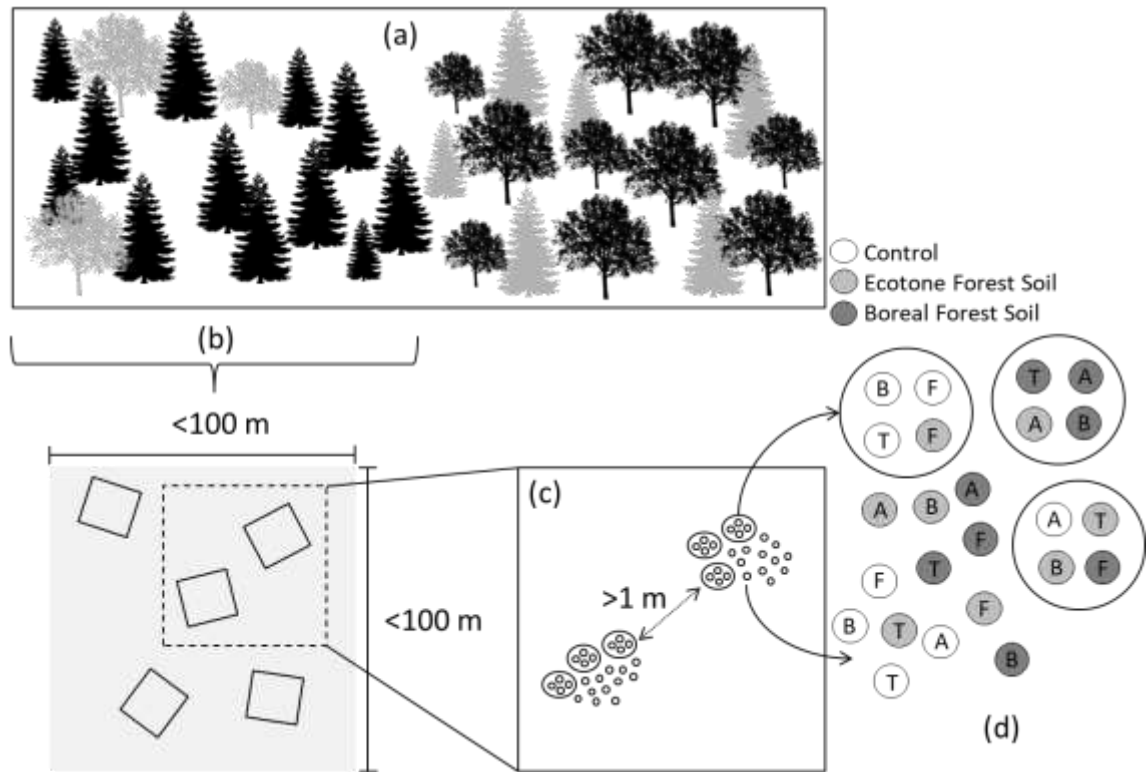 (a)
Control
Ecotone Forest Soil
Boreal Forest Soil
(b)
<100 m
<100 m
(c)
>1 m
B F
T F
T A
A B
A T
B F
A B A
F
T
F
F
B T A
B
T
(d)